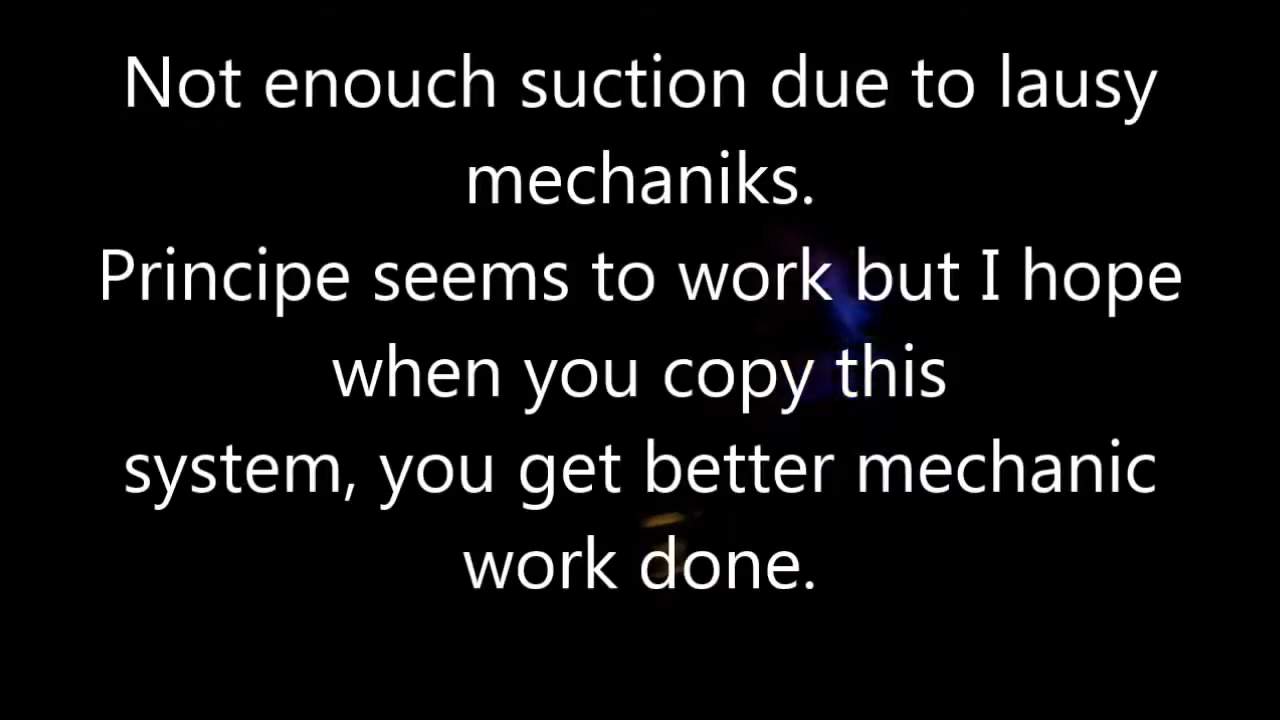 Not enouch suction due to lausy
mechaniks.
Principe seems to work but I hope
when you copy this
system, you get better mechanic
work done.